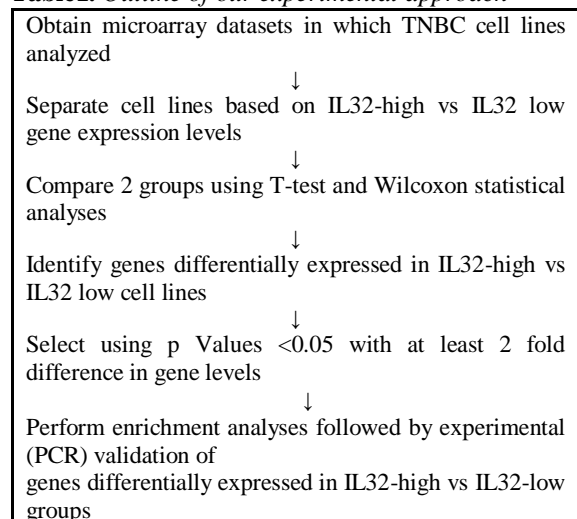 Obtain microarray datasets in which TNBC cell lines
analyzed
↓
Separate cell lines based on IL32-high vs IL32 low
gene expression levels
↓
Compare 2 groups using T-test and Wilcoxon statistical
analyses
↓
Identify genes differentially expressed in IL32-high vs
IL32 low cell lines
↓
Select using p Values <0.05 with at least 2 fold
difference in gene levels
↓
Perform enrichment analyses followed by experimental
(PCR) validation of
genes differentially expressed in IL32-high vs IL32-low
groups